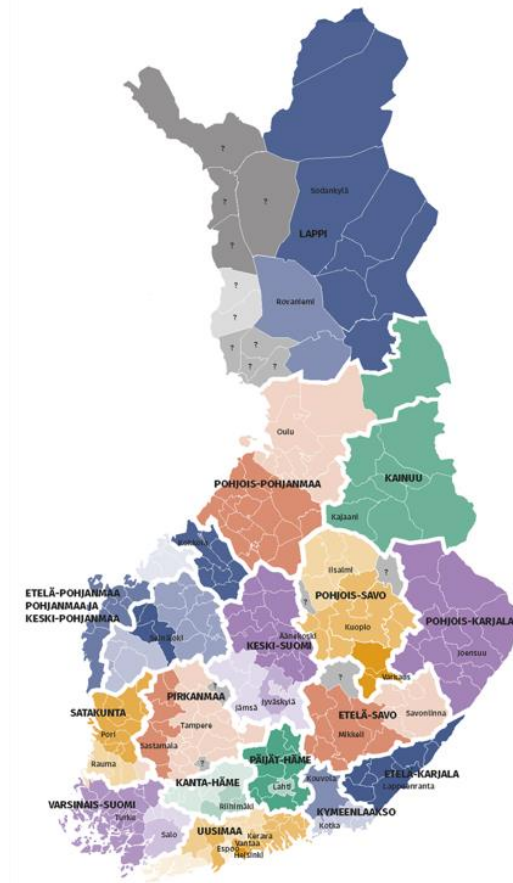 ?
?
?
Sodankylä
LAPPI
?
?
Rovaniemi
?
?
?
?
?
Oulu
POHJOIS-POHJANMAA
KAINUU
Kajaani
Kokkola
Iisalmi
?
ETELÄ-POHJANMAA
POHJANMAA JA
KESKI-POHJANMAA
?
POHJOIS-SAVO
POHJOIS-KARJALA
Kuopio
Seinäjoki
Äänekoski
KESKI-SUOMI
Joensuu
Varkaus
?
PIRKANMAA
?
Jyväskylä
Jämsä
Savonlinna
SATAKUNTA
ETELÄ-SAVO
Tampere
Pori
Mikkeli
Sastamala
PÄIJÄT-HÄME
?
Rauma
ETELÄ-KARJALA
Kouvola
KANTA-HÄME
Lahti
Lappeenranta
VARSINAIS-SUOMI
Riihimäki
KYMEENLAAKSO
Turku
Kotka
UUSIMAA
Salo
Kerava
Vantaa
Espoo
Helsinki